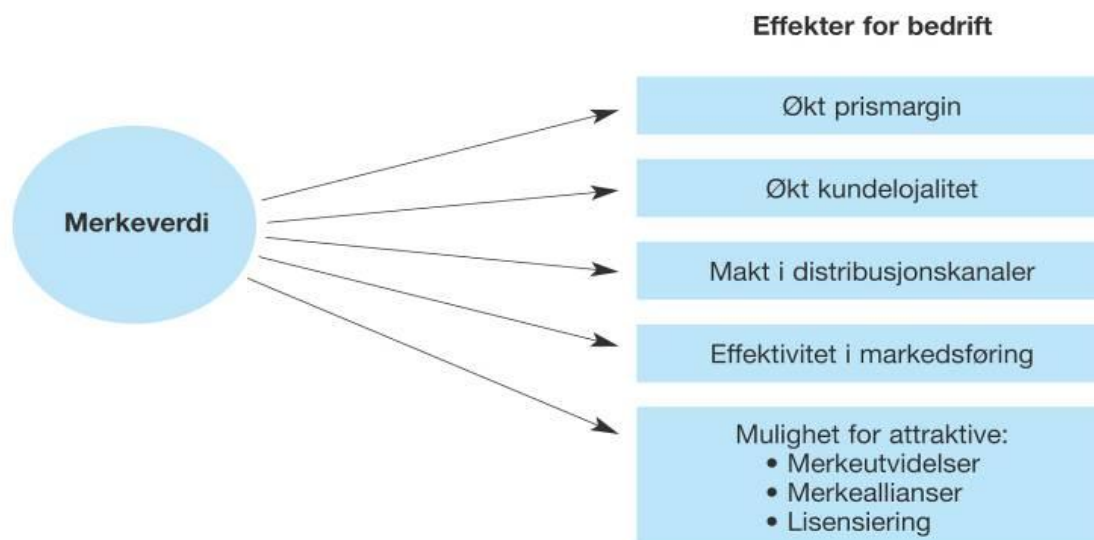 Effekter for bedrift
Merkeverdi
Økt prismargin
Økt kundelojalitet
Makt i distribusjonskanaler
Effektivitet i markedsføring
Mulighet for attraktive:
• Merkeutvidelser
• Merkeallianser
• Lisensiering